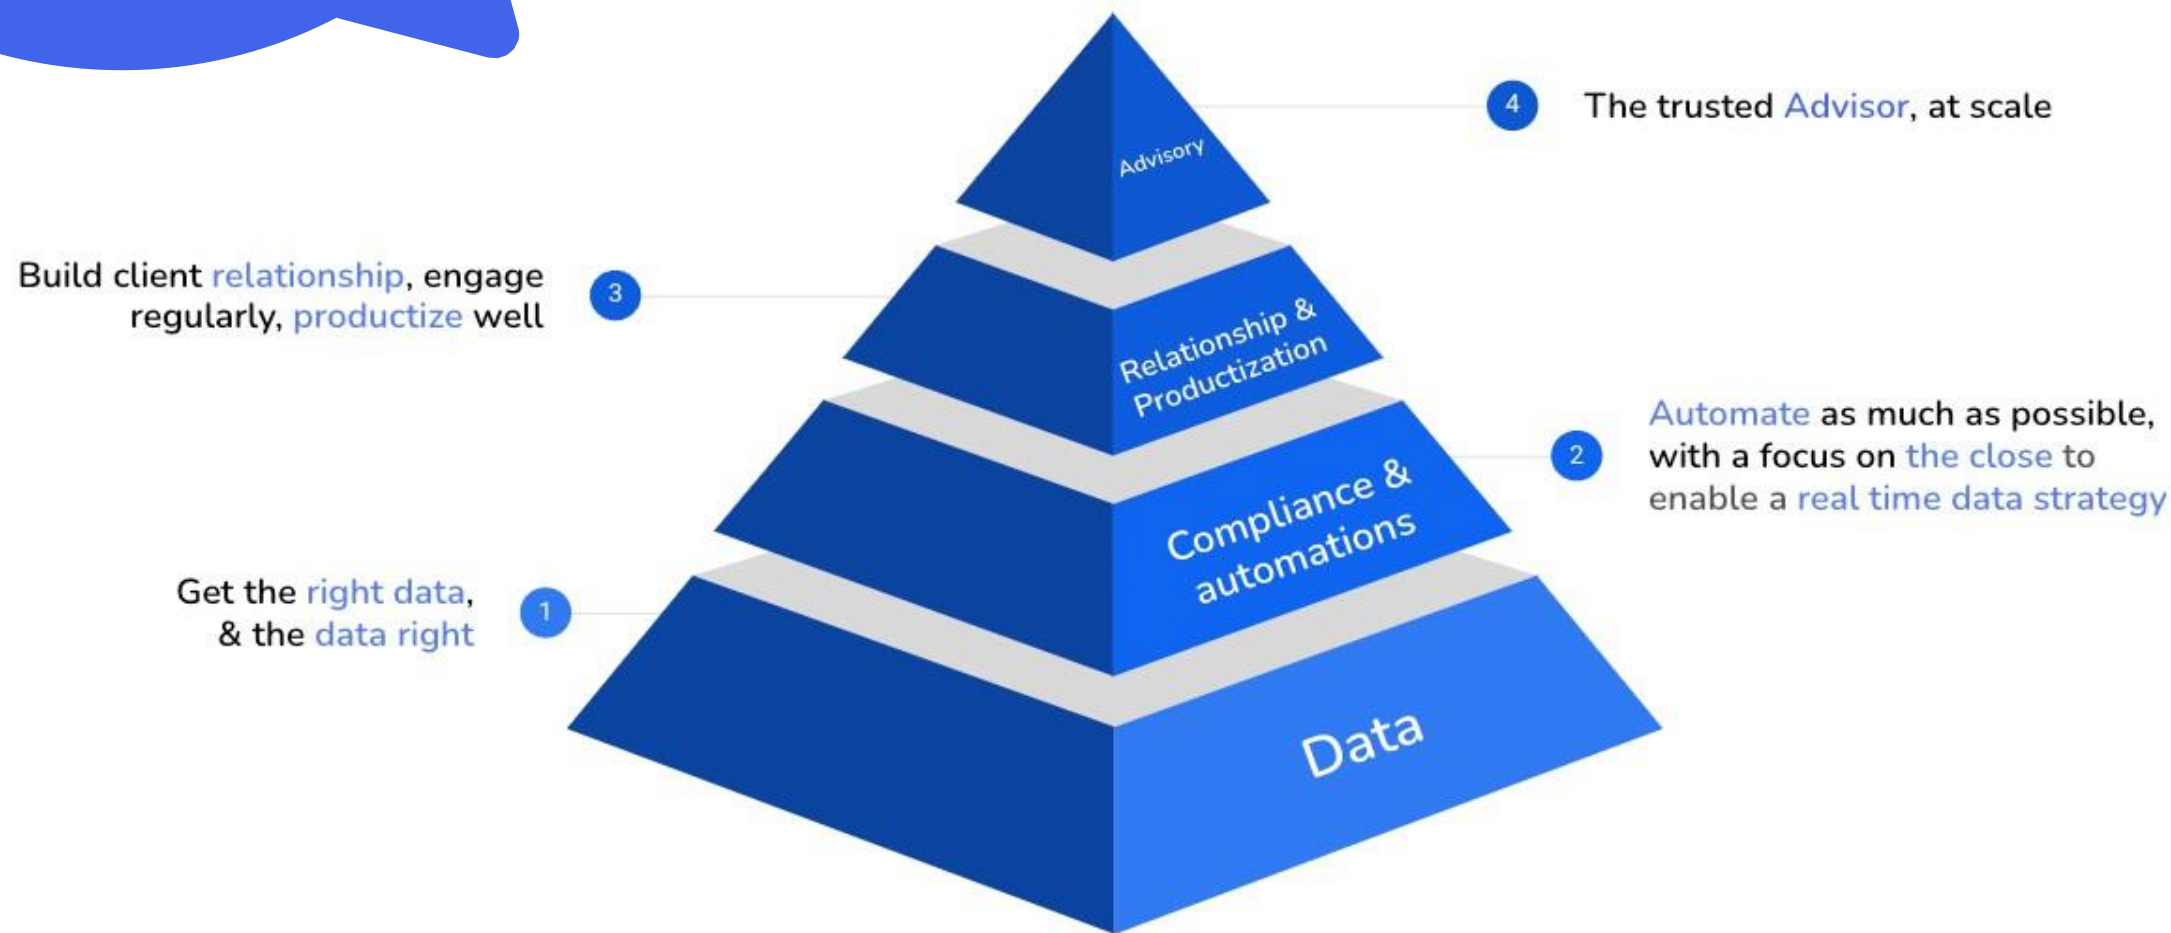 4
The trusted Advisor, at scale
Advisory
Build client relationship, engage
regularly, productize well
3
Relationship &
Productization
2
Automate as much as possible,
with a focus on the close to
enable a real time data strategy
Compliance &
automations
Get the right data,
& the data right
1
Data